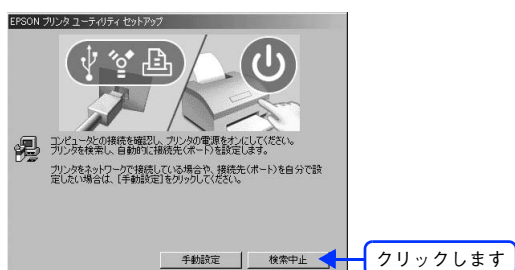 EPSON プリンタ ユーティリティ セットアップ
コンピュータとの接続を確認し、プリンタの電源をオンにしてください。
プリンタを検索し、自動的に接続先(ポート)を設定します。
プリンタをネットワークで接続している場合や、接続先(ポート)を自分で設
定したい場合は、[手動設定]をクリックしてください。
手動設定
検索中止
クリックします